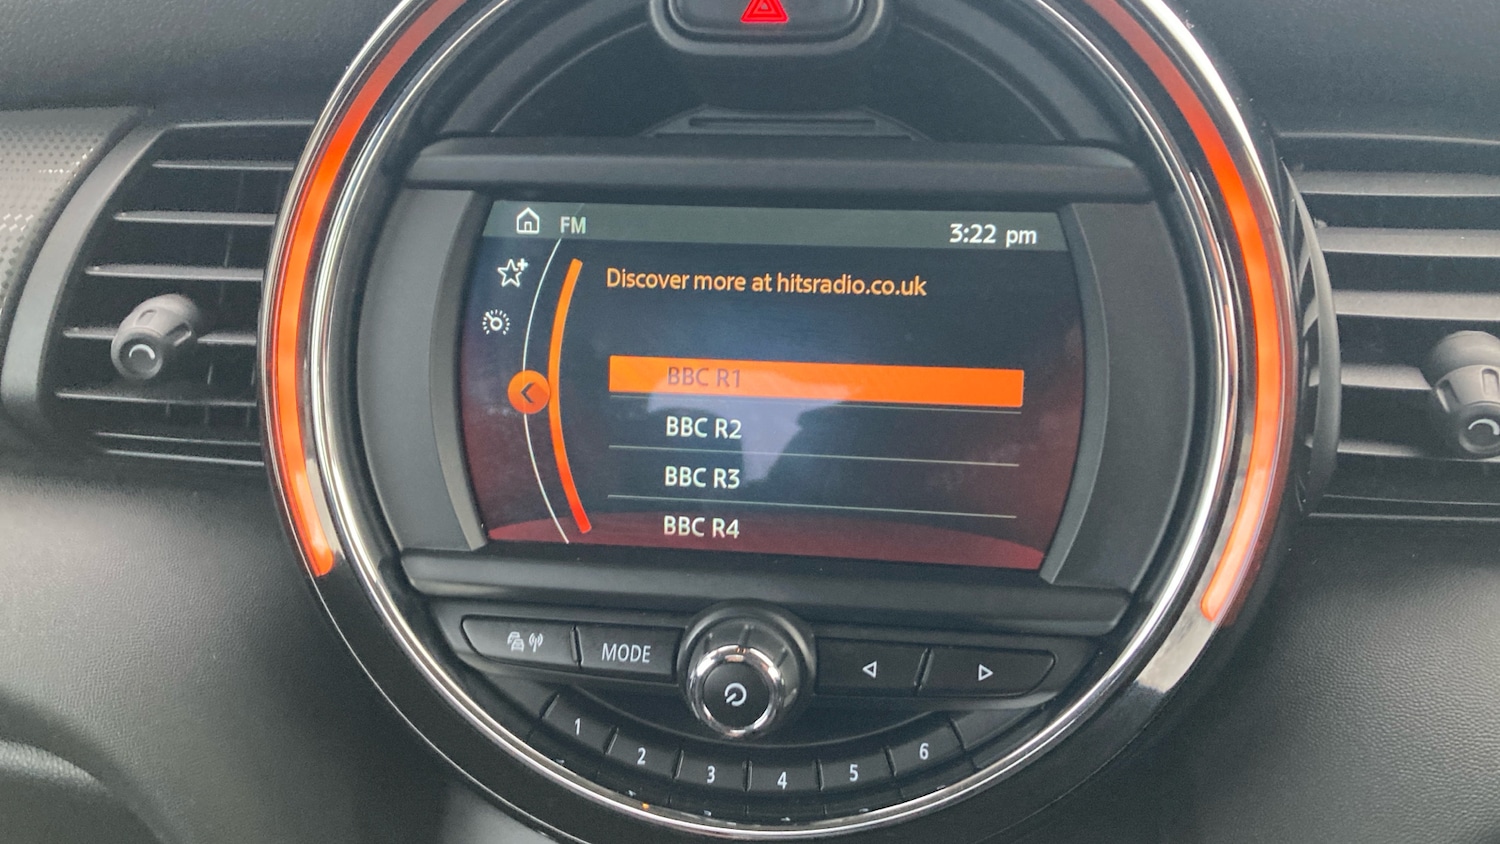 FM
3:22 pm
Discover more at hitsradio.co.uk
BBC R1
BBC R2
BBC R3
BBC R4
MODE
1
2
3
4
5
6